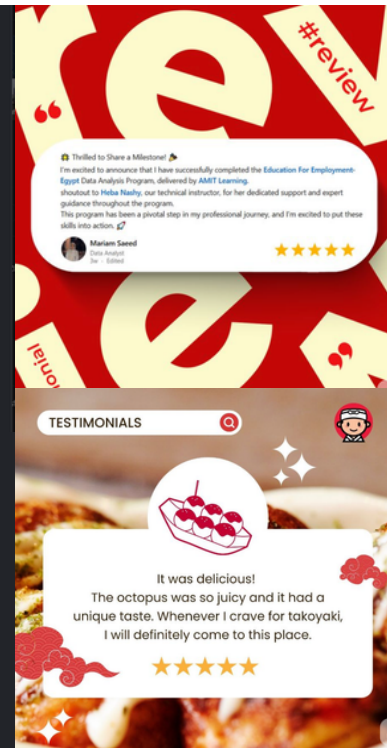 rev
#review
🎊 Thrilled to Share a Milestone! 🎉
I'm excited to announce that I have successfully completed the Education For Employment-
Egypt Data Analysis Program, delivered by AMIT Learning.
shoutout to Heba Nashy, our technical instructor, for her dedicated support and expert
guidance throughout the program.
This program has been a pivotal step in my professional journey, and I'm excited to put these
skills into action. 🚀
Mariam Saeed
Data Analyst
3w · Edited
onial
TESTIMONIALS
It was delicious!
The octopus was so juicy and it had a
unique taste. Whenever I crave for takoyaki,
I will definitely come to this place.